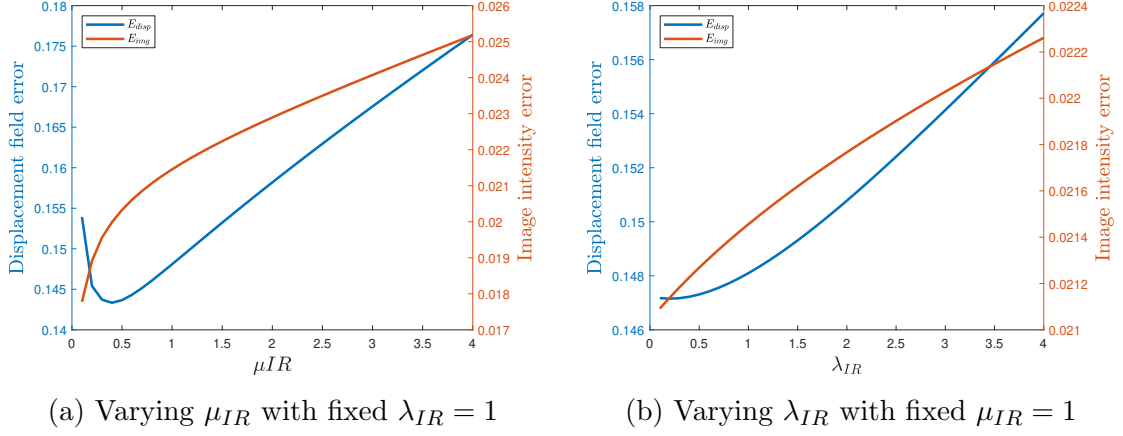 E_disp
E_img
Displacement field error
0.18
0.175
0.17
0.165
0.16
0.155
0.15
0.145
0.14
0 0.5 1 1.5 2 2.5 3 3.5 4
μIR
0.026
0.025
0.024
0.023
0.022
0.021
0.02
0.019
0.018
0.017
Image intensity error
(a) Varying μ_IR with fixed λ_IR = 1
E_disp
E_img
Displacement field error
0.158
0.156
0.154
0.152
0.15
0.148
0.146
0 0.5 1 1.5 2 2.5 3 3.5 4
λ_IR
0.0224
0.0222
0.022
0.0218
0.0216
0.0214
0.0212
0.021
Image intensity error
(b) Varying λ_IR with fixed μ_IR = 1